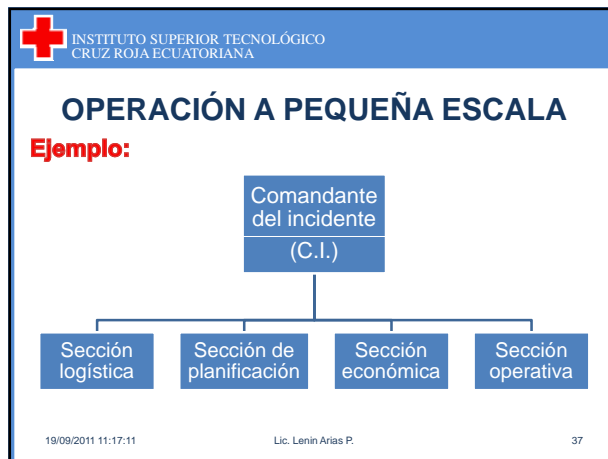 INSTITUTO SUPERIOR TECNOLÓGICO
CRUZ ROJA ECUATORIANA
OPERACIÓN A PEQUEÑA ESCALA
Ejemplo:
Comandante
del incidente
(C.I.)
Sección
logística
Sección de
planificación
Sección
económica
Sección
operativa
19/09/2011 11:17:11
Lic. Lenin Arias P.
37